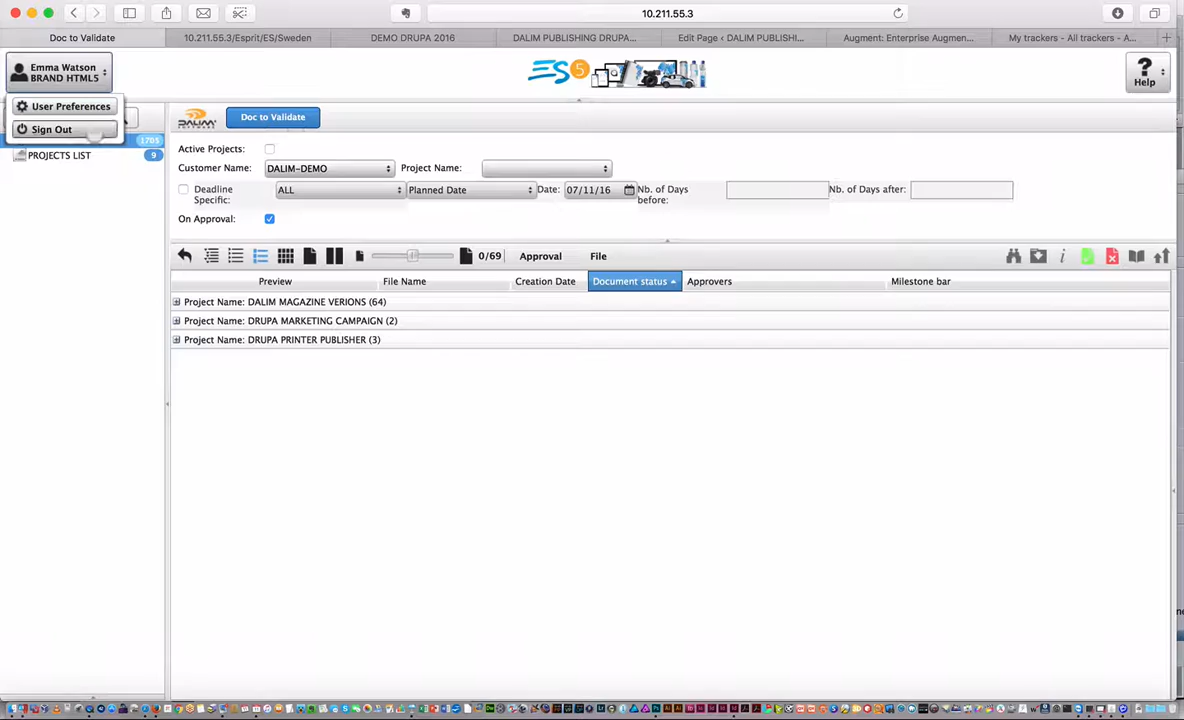 10.211.55.3
Doc to Validate
10.211.55.3/Esprit/ES/Sweden
DEMO DRUPA 2016
DALIM PUBLISHING DRUPA...
Edit Page ‹ DALIM PUBLISHI...
Augment: Enterprise Augmen...
My trackers - All trackers - A...
Emma Watson
BRAND HTML5
User Preferences
Sign Out
1705
PROJECTS LIST
9
ES 5
?
Help
DALIM
SOFTWARE
Doc to Validate
Active Projects:
Customer Name: DALIM-DEMO Project Name:
Deadline Specific: ALL Planned Date Date: 07/11/16 Nb. of Days before: Nb. of Days after:
On Approval:
0/69 Approval File
Preview File Name Creation Date Document status Approvers Milestone bar
Project Name: DALIM MAGAZINE VERIONS (64)
Project Name: DRUPA MARKETING CAMPAIGN (2)
Project Name: DRUPA PRINTER PUBLISHER (3)